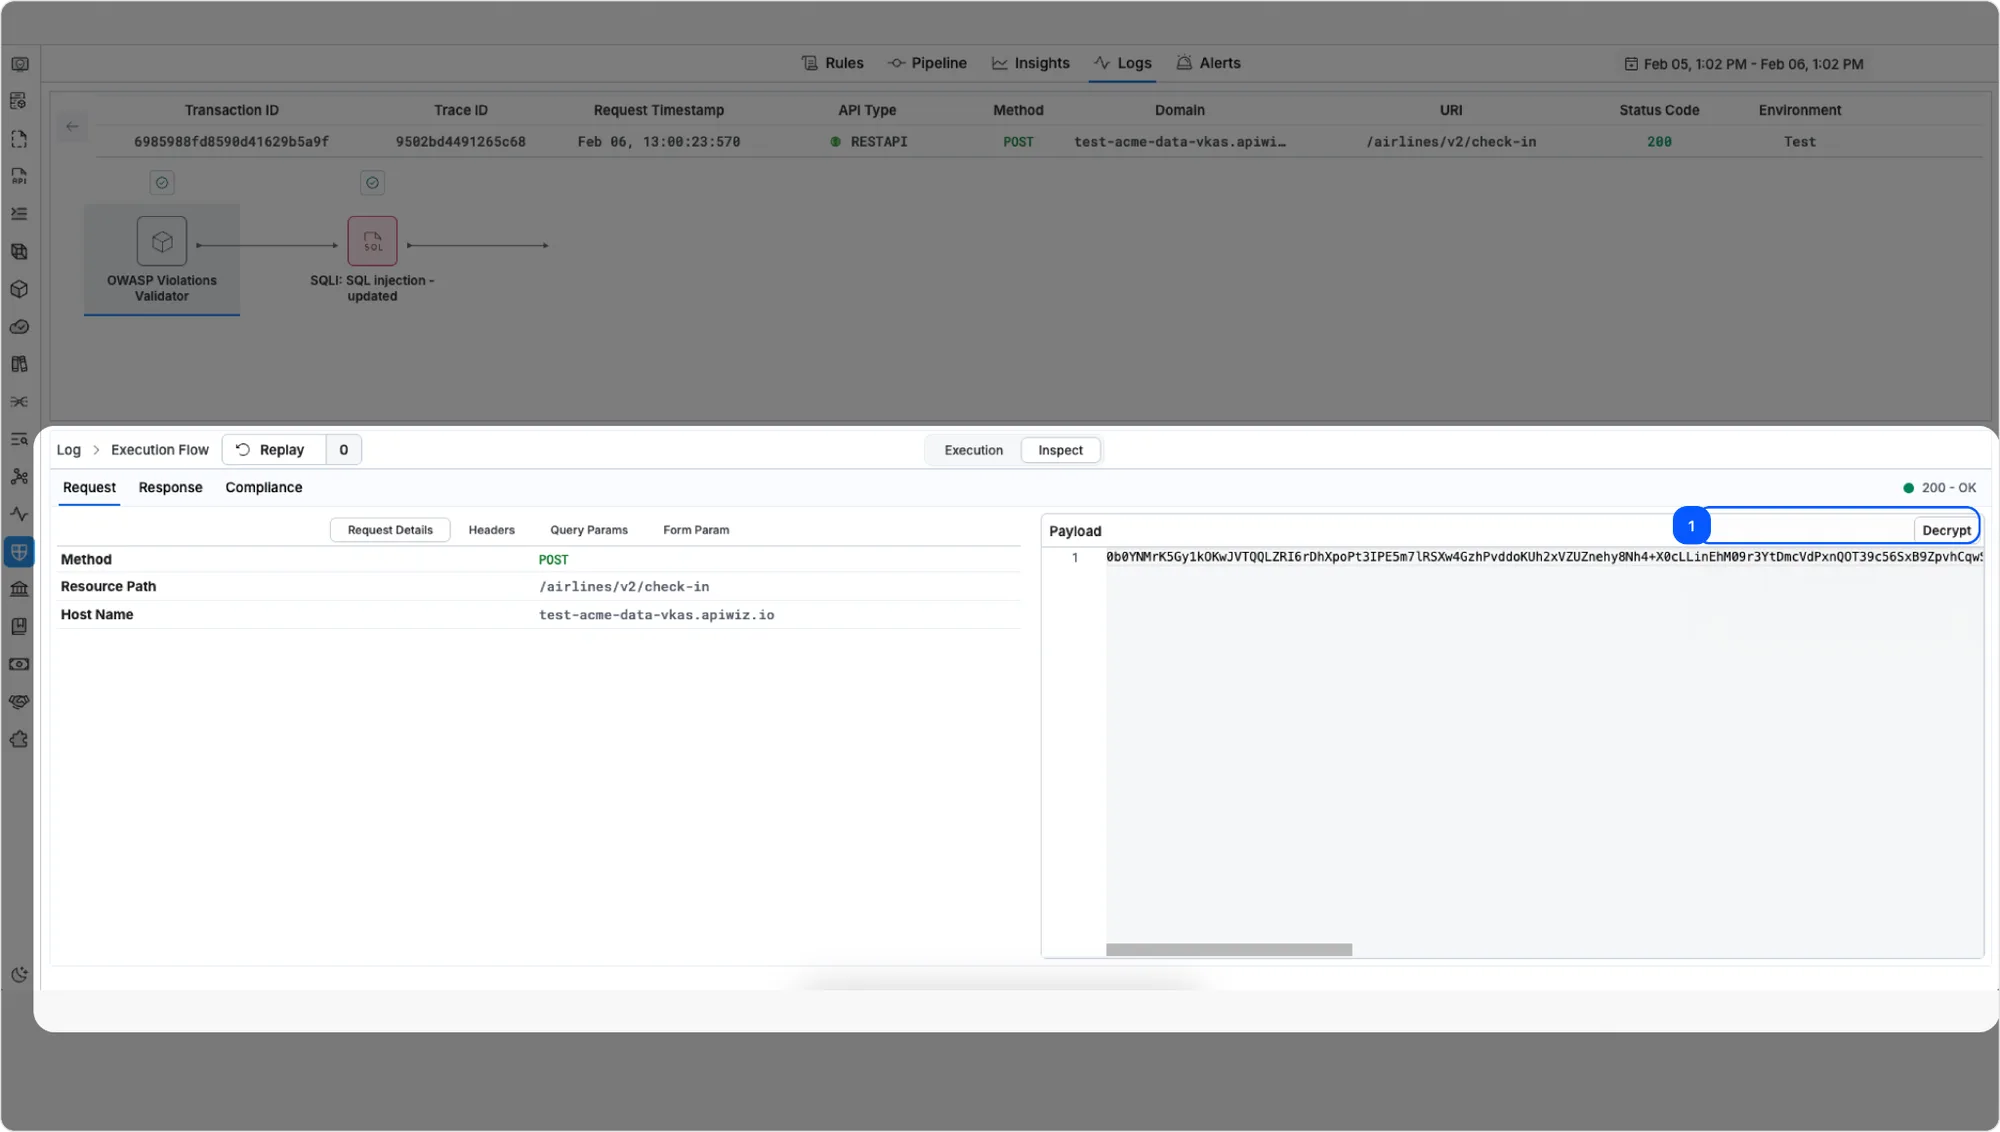 Rules Pipeline Insights Logs Alerts Feb 05, 1:02 PM - Feb 06, 1:02 PM
Transaction ID Trace ID Request Timestamp API Type Method Domain URI Status Code Environment
6985988fd8590d41629b5a9f 9502bd4491265c68 Feb 06, 13:00:23:570 RESTAPI POST test-acme-data-vkas.apiwi… /airlines/v2/check-in 200 Test
SQL
OWASP Violations
Validator
SQLI: SQL injection -
updated
Log > Execution Flow Replay 0 Execution Inspect
Request Response Compliance 200 - OK
Request Details Headers Query Params Form Param
Method POST
Resource Path /airlines/v2/check-in
Host Name test-acme-data-vkas.apiwiz.io
Payload 1 Decrypt
1 0b0YNMrK5Gy1kOKwJVTQQLZRI6rDhXpoPt3IPE5m7lRSXw4GzhPvddoKUh2xVZUZnehy8Nh4+X0cLLinEhM09r3YtDmcVdPxnQOT39c56SxB9ZpvhCqwS
API